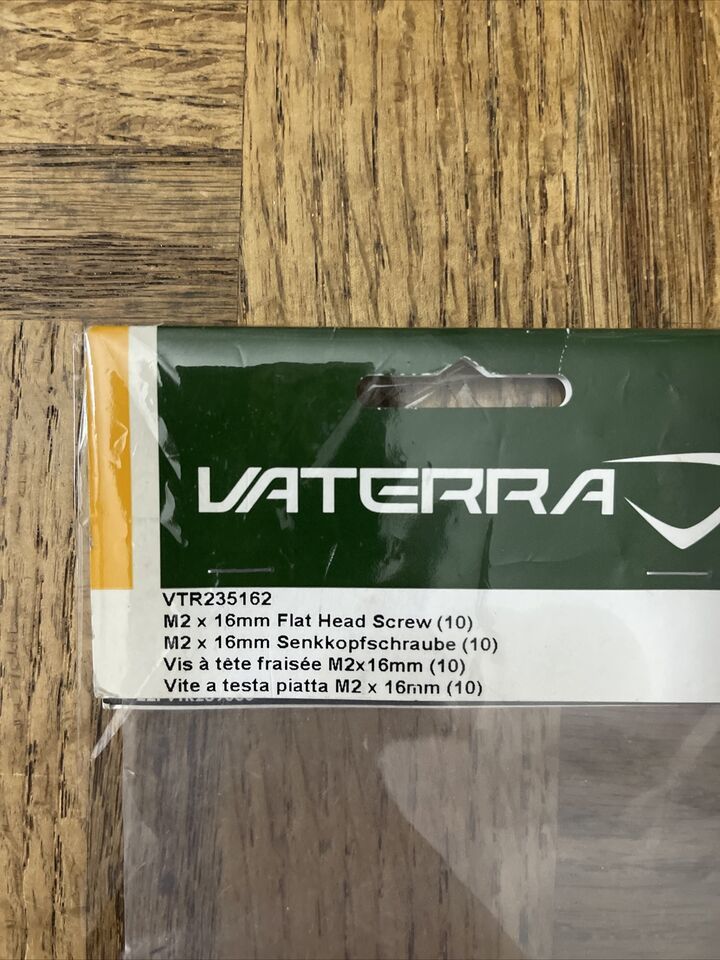 VATERRA
VTR235162
M2 x 16mm Flat Head Screw (10)
M2 x 16mm Senkkopfschraube (10)
Vis à tète fraisée M2x16mm (10)
Vite a testa piatta M2 x 16mm (10)